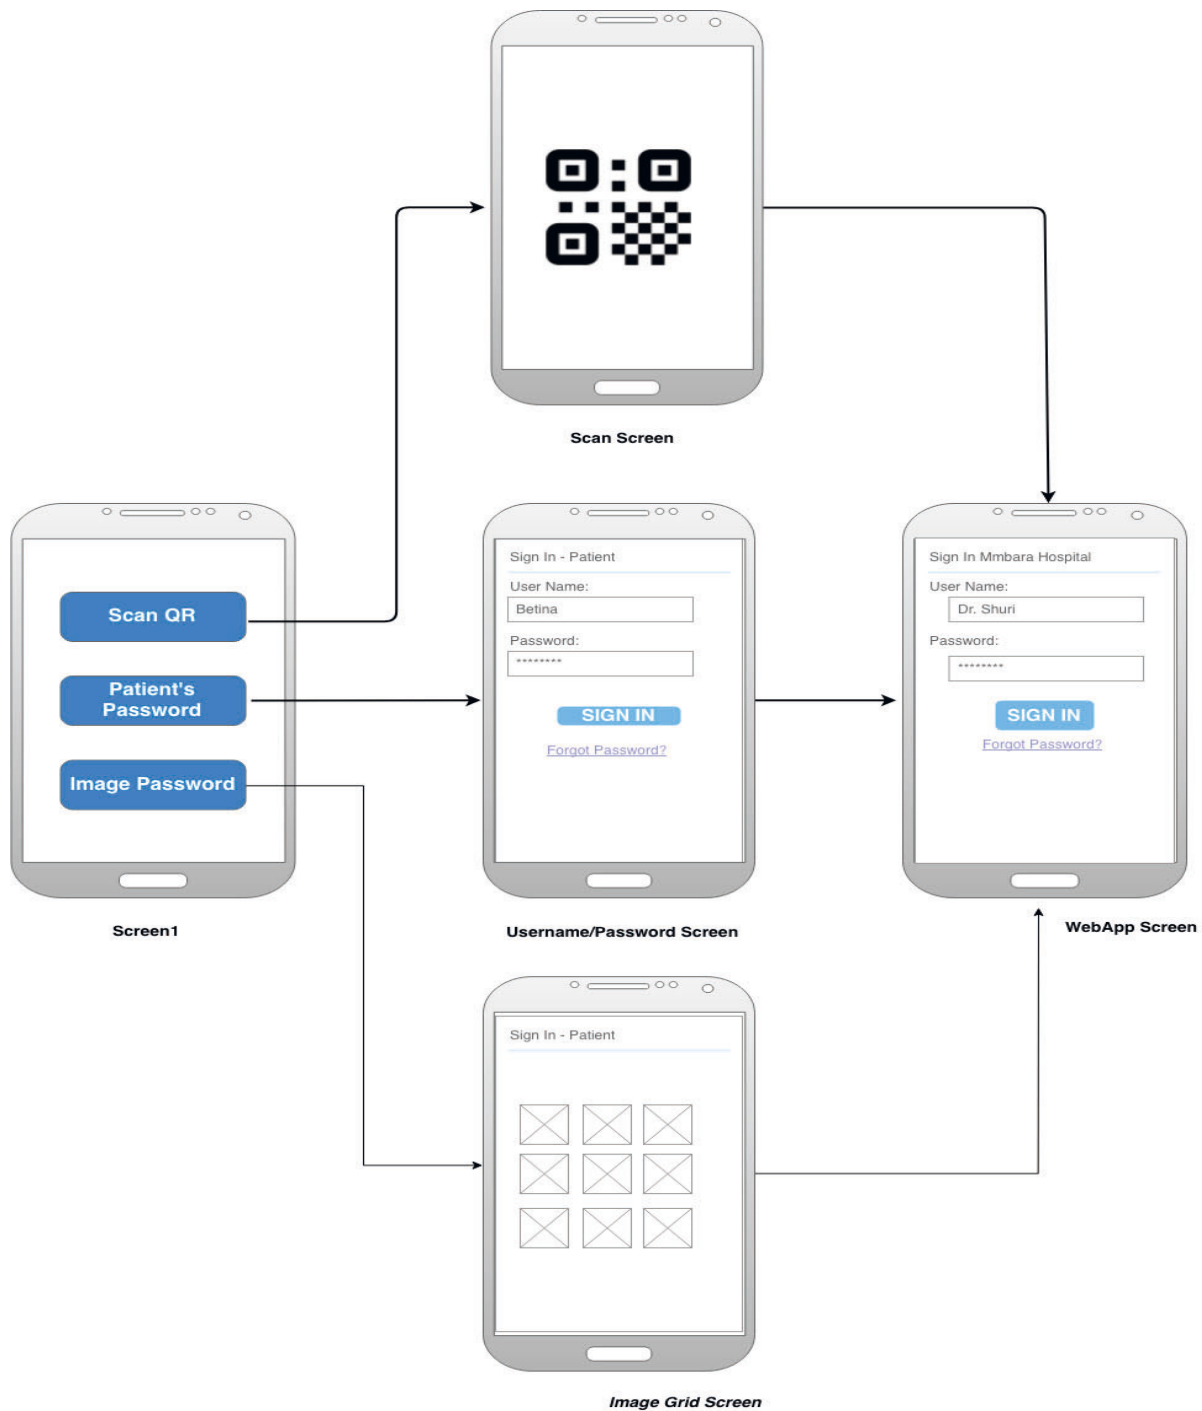 Scan Screen
Scan QR
Patient's
Password
Image Password
Screen1
Sign In - Patient
User Name:
Betina
Password:
********
SIGN IN
Forgot Password?
Username/Password Screen
Sign In Mmbara Hospital
User Name:
Dr. Shuri
Password:
********
SIGN IN
Forgot Password?
WebApp Screen
Sign In - Patient
Image Grid Screen